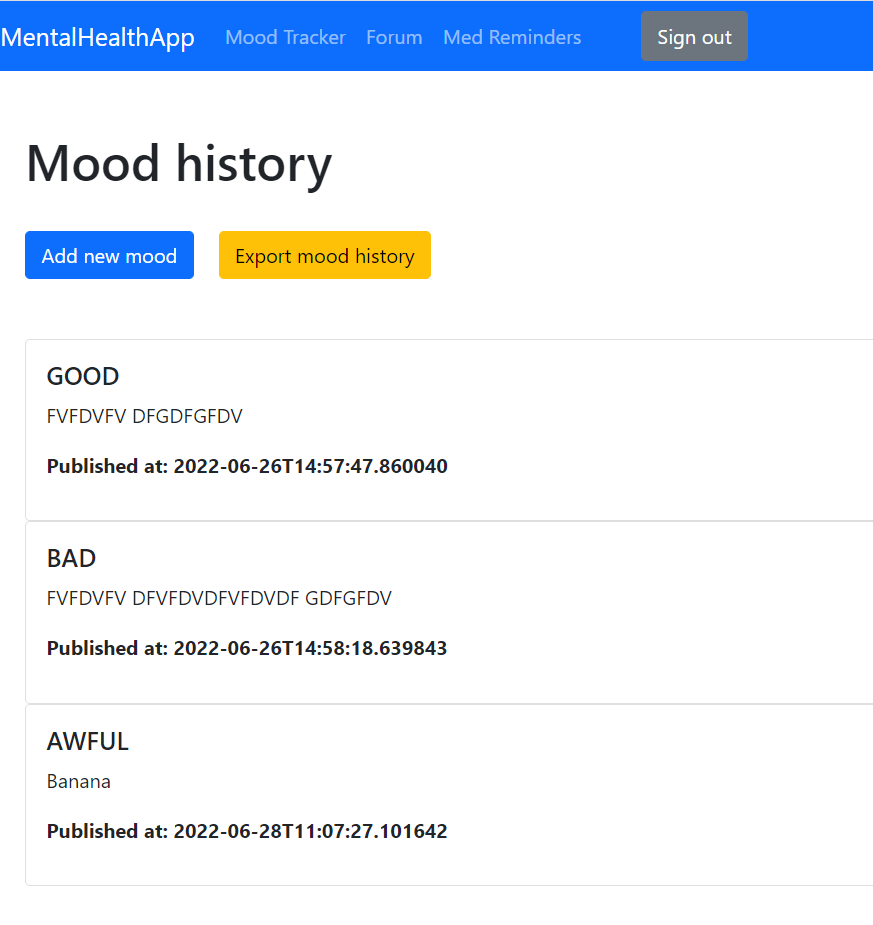 MentalHealthApp Mood Tracker Forum Med Reminders Sign out
Mood history
Add new mood Export mood history
GOOD
FVFDVFV DFGDFGFDV
Published at: 2022-06-26T14:57:47.860040
BAD
FVFDVFV DFVFDVDFVFDVDF GDFGFDV
Published at: 2022-06-26T14:58:18.639843
AWFUL
Banana
Published at: 2022-06-28T11:07:27.101642